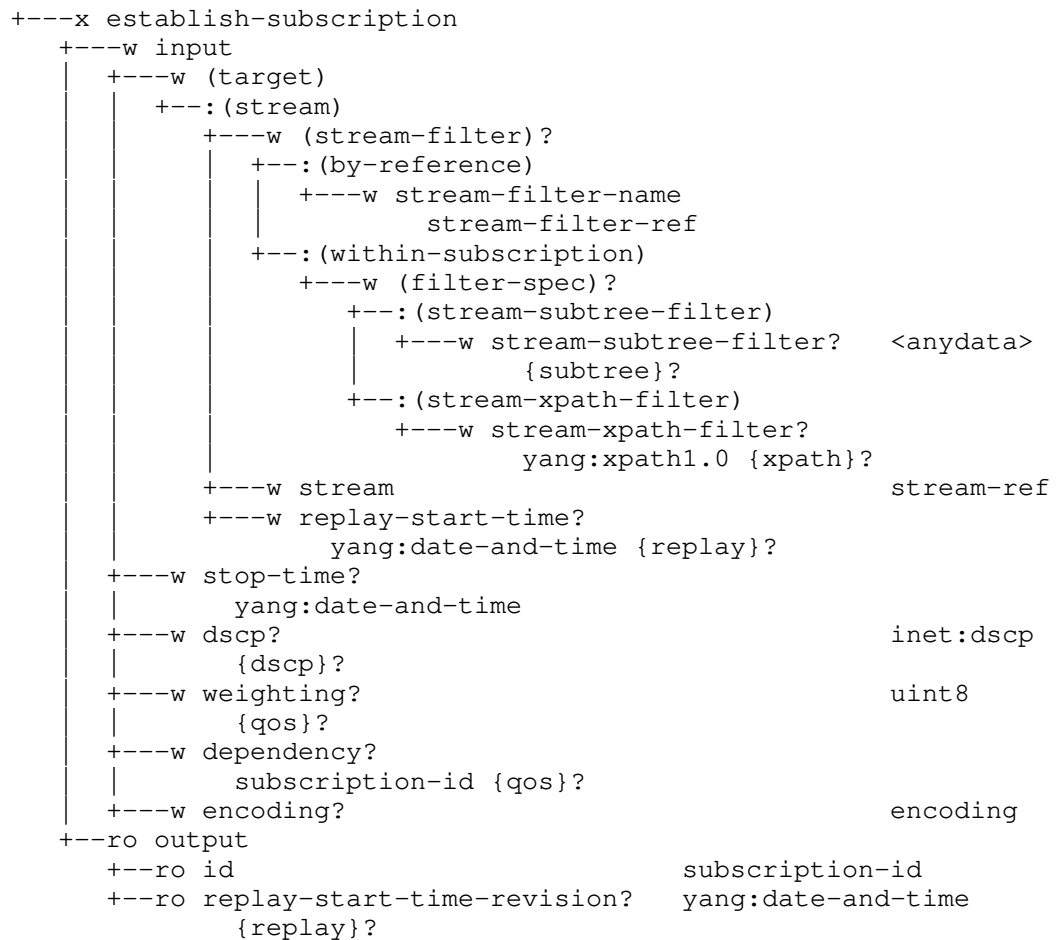 +---x establish-subscription
   +---w input
   |  +---w (target)
   |  |  +--:(stream)
   |  |     +---w (stream-filter)?
   |  |     |  +--:(by-reference)
   |  |     |  |  +---w stream-filter-name
   |  |     |  |          stream-filter-ref
   |  |     |  +--:(within-subscription)
   |  |     |     +---w (filter-spec)?
   |  |     |        +--:(stream-subtree-filter)
   |  |     |        |  +---w stream-subtree-filter?   <anydata>
   |  |     |        |          {subtree}?
   |  |     |        +--:(stream-xpath-filter)
   |  |     |           +---w stream-xpath-filter?
   |  |     |                   yang:xpath1.0 {xpath}?
   |  |     +---w stream                               stream-ref
   |  |     +---w replay-start-time?
   |  |             yang:date-and-time {replay}?
   |  +---w stop-time?
   |  |       yang:date-and-time
   |  +---w dscp?                                      inet:dscp
   |  |       {dscp}?
   |  +---w weighting?                                 uint8
   |  |       {qos}?
   |  +---w dependency?
   |  |       subscription-id {qos}?
   |  +---w encoding?                                  encoding
   +--ro output
      +--ro id                            subscription-id
      +--ro replay-start-time-revision?   yang:date-and-time
              {replay}?